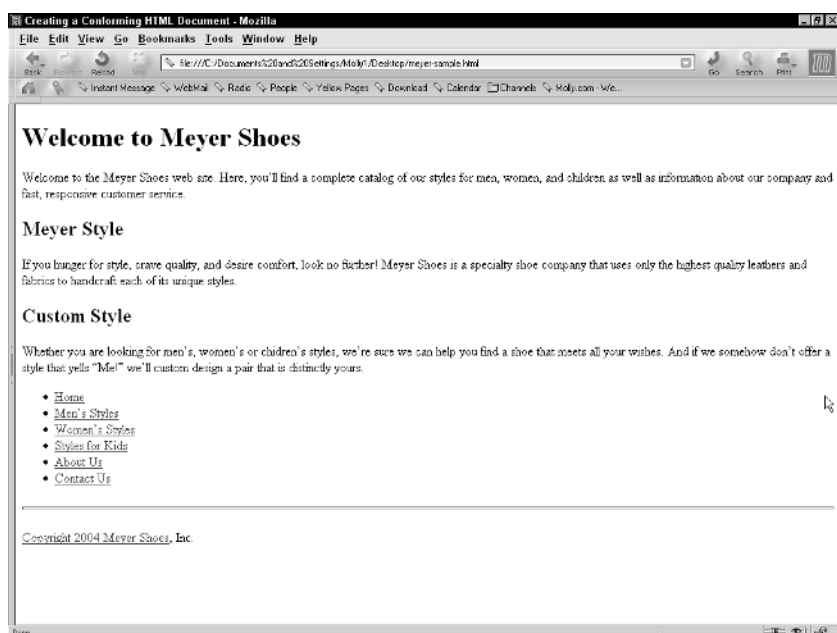 Creating a Conforming HTML Document - Mozilla
File Edit View Go Bookmarks Tools Window Help
Back Forward Reload Stop file:///C:/Documents%20and%20Settings/Molly1/Desktop/meyer-sample.html Go Search Print
Instant Message WebMail Radio People Yellow Pages Download Calendar Channels Molly.com - We...
Welcome to Meyer Shoes
Welcome to the Meyer Shoes web site. Here, you'll find a complete catalog of our styles for men, women, and children as well as information about our company and
fast, responsive customer service.
Meyer Style
If you hunger for style, crave quality, and desire comfort, look no further! Meyer Shoes is a specialty shoe company that uses only the highest quality leathers and
fabrics to handcraft each of its unique styles.
Custom Style
Whether you are looking for men's, women's or chidren's styles, we're sure we can help you find a shoe that meets all your wishes. And if we somehow don't offer a
style that yells “Me!” we'll custom design a pair that is distinctly yours.
Home
Men's Styles
Women's Styles
Styles for Kids
About Us
Contact Us
Copyright 2004 Meyer Shoes, Inc.
Done